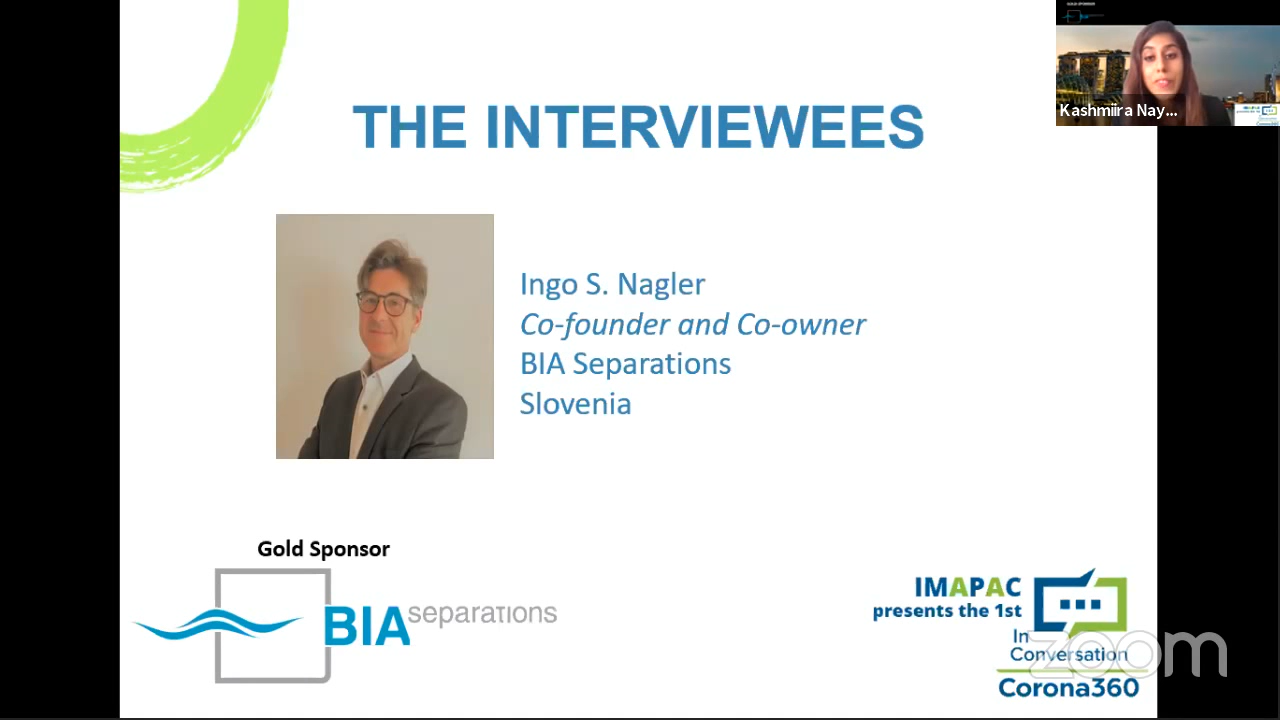 THE INTERVIEWEES
Kashmiira Nay...
Ingo S. Nagler
Co-founder and Co-owner
BIA Separations
Slovenia
Gold Sponsor
BIA separations
IMAPAC
presents the 1st
In
Conversation
Corona360
zoom